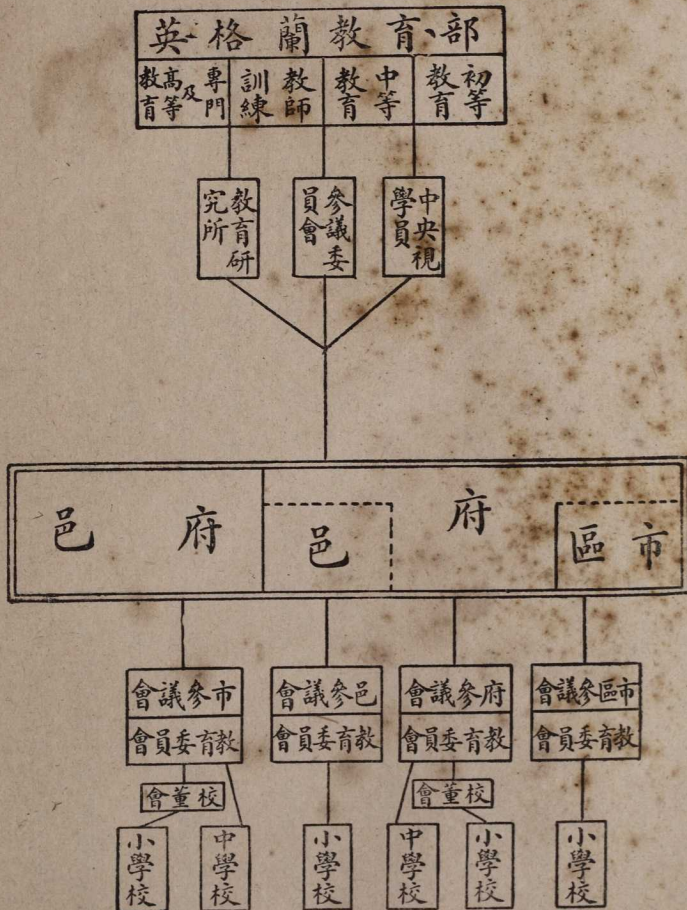 英格蘭教育部
初等教育
中等教育
教師訓練
專門及高等教育
中央視學員
參議委員會
教育研究所
市區
府
邑
府邑
市區參議會
教育委員會
府參議會
教育委員會
邑參議會
教育委員會
市參議會
教育委員會
校董會
校董會
小學校
小學校
中學校
小學校
中學校
小學校